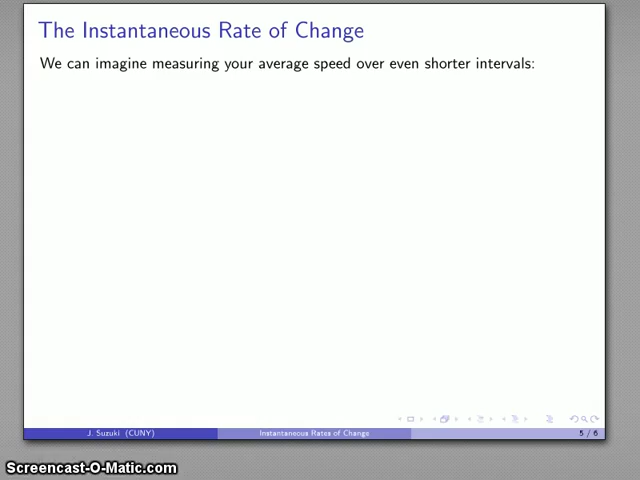 The Instantaneous Rate of Change
We can imagine measuring your average speed over even shorter intervals:
J. Suzuki (CUNY)
Instantaneous Rates of Change
5 / 6
Screencast-O-Matic.com